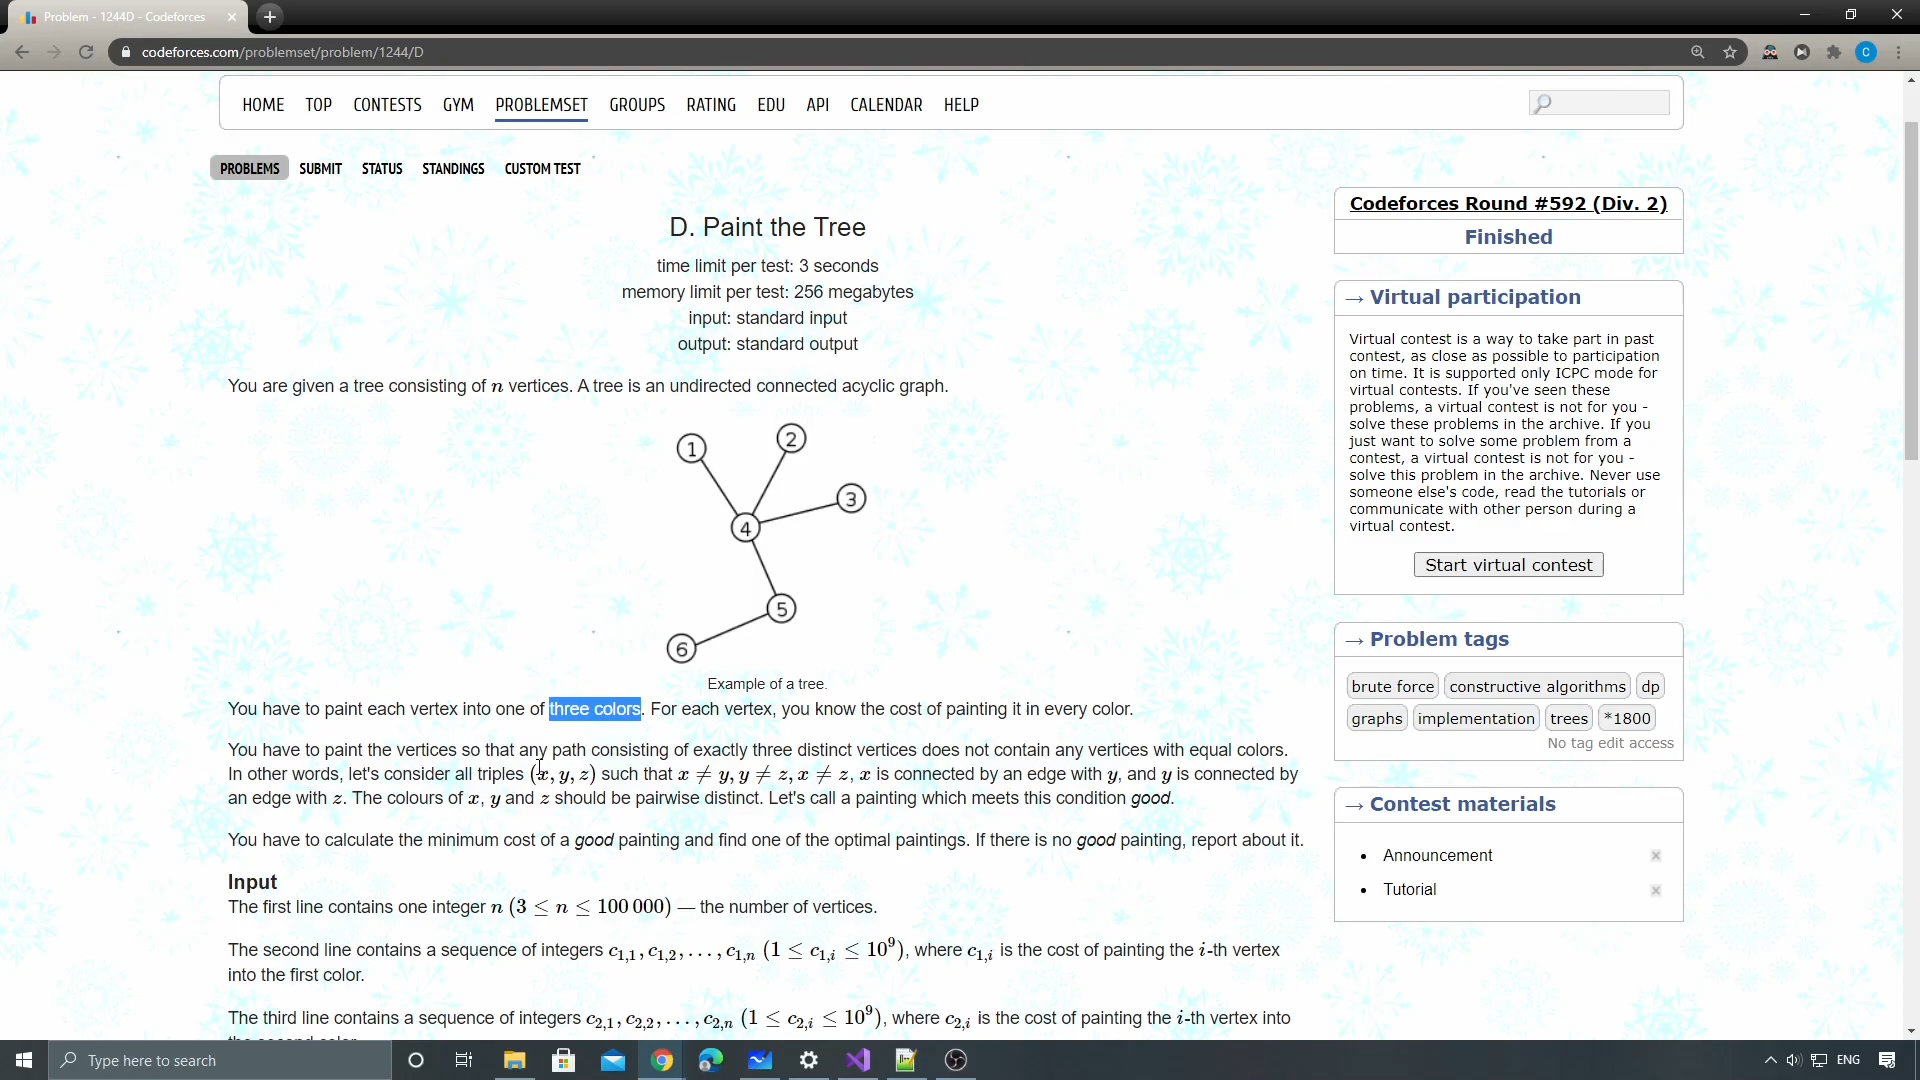 Problem - 1244D - Codeforces
codeforces.com/problemset/problem/1244/D
C
HOME TOP CONTESTS GYM PROBLEMSET GROUPS RATING EDU API CALENDAR HELP
PROBLEMS SUBMIT STATUS STANDINGS CUSTOM TEST
D. Paint the Tree
time limit per test: 3 seconds
memory limit per test: 256 megabytes
input: standard input
output: standard output
You are given a tree consisting of n vertices. A tree is an undirected connected acyclic graph.
1
2
3
4
5
6
Example of a tree.
You have to paint each vertex into one of three colors. For each vertex, you know the cost of painting it in every color.
You have to paint the vertices so that any path consisting of exactly three distinct vertices does not contain any vertices with equal colors.
In other words, let's consider all triples (x, y, z) such that x ≠ y, y ≠ z, x ≠ z, x is connected by an edge with y, and y is connected by
an edge with z. The colours of x, y and z should be pairwise distinct. Let's call a painting which meets this condition good.
You have to calculate the minimum cost of a good painting and find one of the optimal paintings. If there is no good painting, report about it.
Input
The first line contains one integer n (3 ≤ n ≤ 100 000) — the number of vertices.
The second line contains a sequence of integers c₁,₁, c₁,₂, . . . , c₁,ₙ (1 ≤ c₁,ᵢ ≤ 10⁹), where c₁,ᵢ is the cost of painting the i-th vertex
into the first color.
The third line contains a sequence of integers c₂,₁, c₂,₂, . . . , c₂,ₙ (1 ≤ c₂,ᵢ ≤ 10⁹), where c₂,ᵢ is the cost of painting the i-th vertex into
Codeforces Round #592 (Div. 2)
Finished
→ Virtual participation
Virtual contest is a way to take part in past
contest, as close as possible to participation
on time. It is supported only ICPC mode for
virtual contests. If you've seen these
problems, a virtual contest is not for you -
solve these problems in the archive. If you
just want to solve some problem from a
contest, a virtual contest is not for you -
solve this problem in the archive. Never use
someone else's code, read the tutorials or
communicate with other person during a
virtual contest.
Start virtual contest
→ Problem tags
brute force constructive algorithms dp
graphs implementation trees *1800
No tag edit access
→ Contest materials
Announcement
Tutorial
Type here to search
ENG